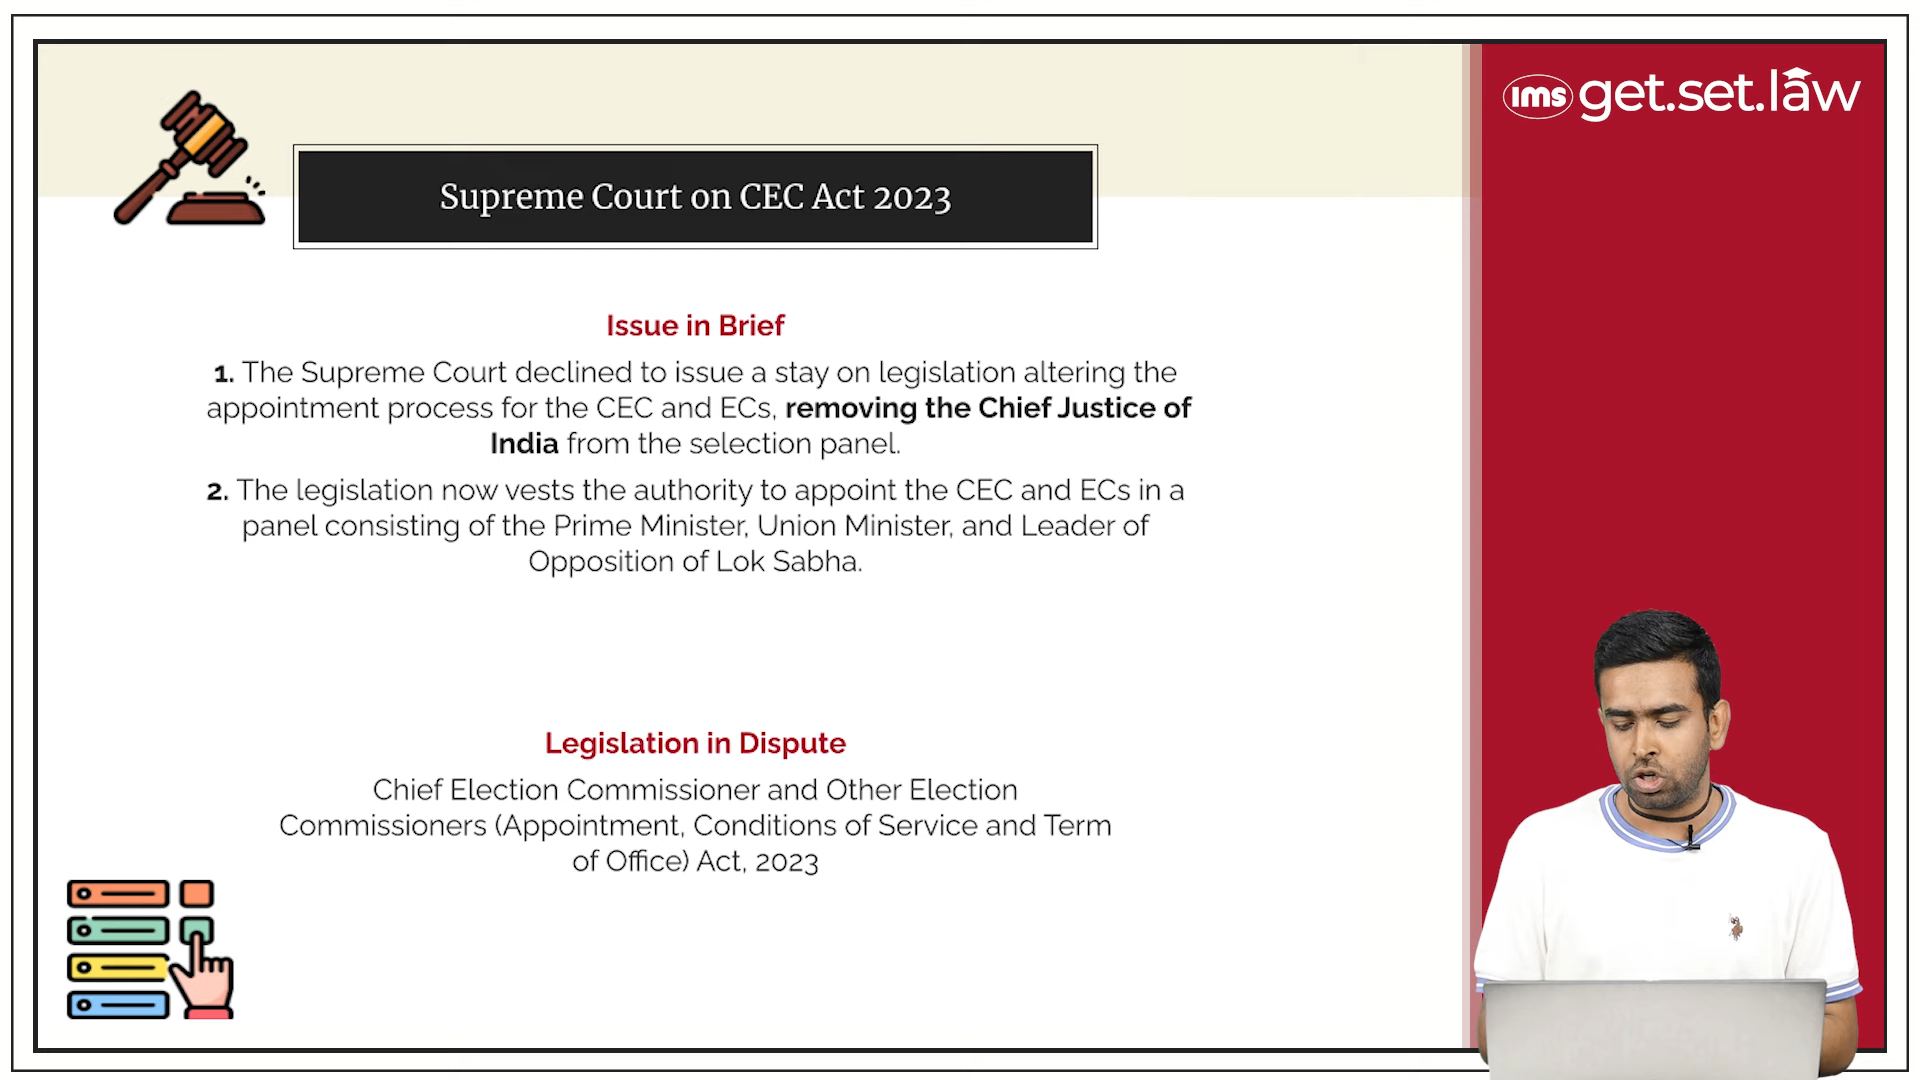 ims get.set.law
Supreme Court on CEC Act 2023
Issue in Brief
1. The Supreme Court declined to issue a stay on legislation altering the
appointment process for the CEC and ECs, removing the Chief Justice of
India from the selection panel.
2. The legislation now vests the authority to appoint the CEC and ECs in a
panel consisting of the Prime Minister, Union Minister, and Leader of
Opposition of Lok Sabha.
Legislation in Dispute
Chief Election Commissioner and Other Election
Commissioners (Appointment, Conditions of Service and Term
of Office) Act, 2023